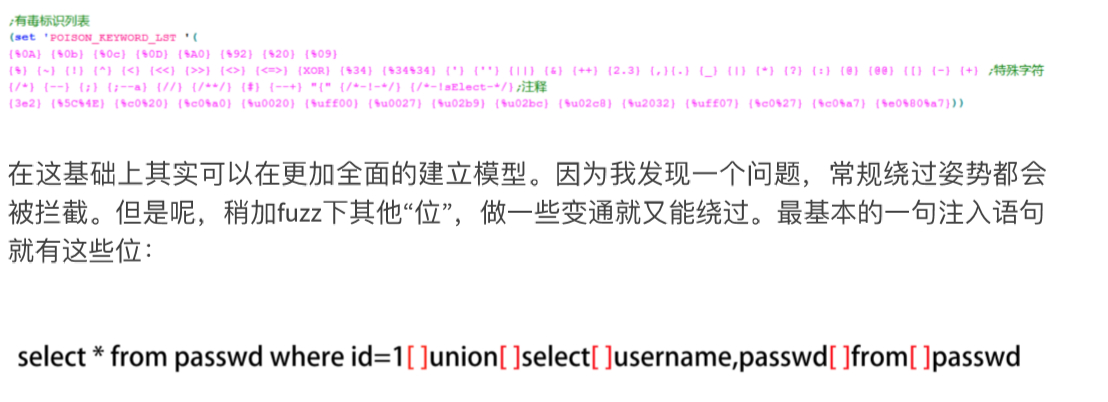 ;有毒标识列表
(set 'POISON_KEYWORD_LST '(
{%0A} {%0b} {%0c} {%0D} {%A0} {%92} {%20} {%09}
{%} {~} {!} {^} {<} {<<} {>>} {<>} {<=>} {XOR} {%34} {%34%34} {'} {''} {||} {&} {++} {2.3} {,}{.} {_} {|} {*} {?} {:} {@} {@@} {[} {-} {+} ;特殊字符
{/*} {--} {;} {;--a} {//} {/**/} {#} {--+} "{" {/*-!-*/} {/*-!sElect-*/};注释
{3e2} {%5C%4E} {%c0%20} {%c0%a0} {%u0020} {%uff00} {%u0027} {%u02b9} {%u02bc} {%u02c8} {%u2032} {%uff07} {%c0%27} {%c0%a7} {%e0%80%a7}))
在这基础上其实可以在更加全面的建立模型。因为我发现一个问题，常规绕过姿势都会
被拦截。但是呢，稍加fuzz下其他“位”，做一些变通就又能绕过。最基本的一句注入语句
就有这些位：
select * from passwd where id=1[ ]union[ ]select[ ]username,passwd[ ]from[ ]passwd